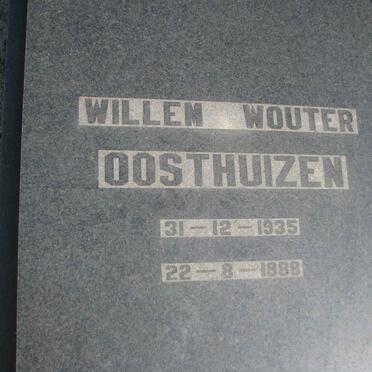 WILLEM WOUTER
OOSTHUIZEN
31-12-1935
22-8-1988